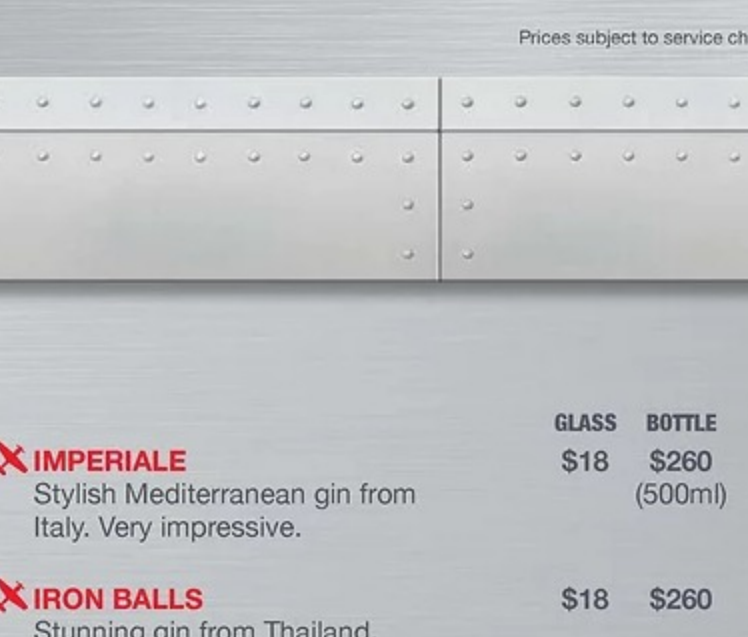 Prices subject to service
GLASS BOTTLE
IMPERIALE $18 $260
Stylish Mediterranean gin from (500ml)
Italy. Very impressive.
IRON BALLS $18 $260
Stunning gin from Thailand